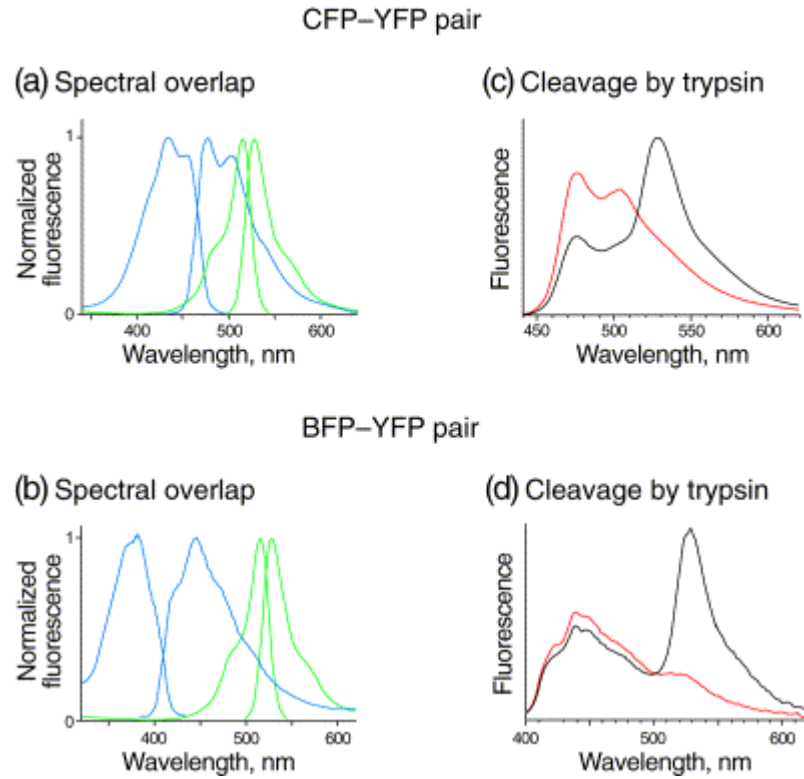 CFP–YFP pair
(a) Spectral overlap
1
Normalized
fluorescence
0
400 500 600
Wavelength, nm
(c) Cleavage by trypsin
Fluorescence
450 500 550 600
Wavelength, nm
BFP–YFP pair
(b) Spectral overlap
1
Normalized
fluorescence
0
400 500 600
Wavelength, nm
(d) Cleavage by trypsin
Fluorescence
400 500 600
Wavelength, nm